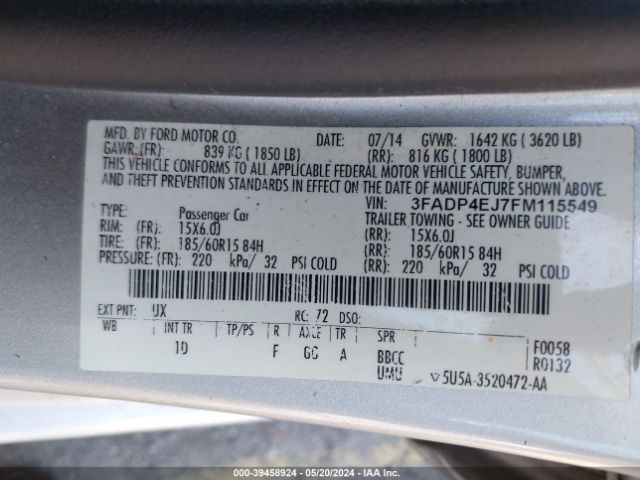 MFD. BY FORD MOTOR CO. 07/14 GVWR: 1642 KG ( 3620 LB)
GAWR: (FR): 839 KG ( 1850 LB) (RR): 816 KG ( 1800 LB)
THIS VEHICLE CONFORMS TO ALL APPLICABLE FEDERAL MOTOR VEHICLE SAFETY, BUMPER,
AND THEFT PREVENTION STANDARDS IN EFFECT ON THE DATE OF MANUFACTURE SHOWN ABOVE.
VIN: 3FADP4EJ7FM115549
TYPE: Passenger Car TRAILER TOWING - SEE OWNER GUIDE
RIM: (FR): 15X6.0J (RR): 15X6.0J
TIRE: (FR): 185/60R15 84H (RR): 185/60R15 84H
PRESSURE: (FR): 220 kPa/ 32 PSI COLD (RR): 220 kPa/ 32 PSI COLD
EXT PNT: UX RC: 72 DSO:
WB INT TR TP/PS R AXLE TR SPR F0058
1D F GG A BBCC R0132
UMU 5U5A-3520472-AA
000-39458924 - 05/20/2024 - IAA Inc.